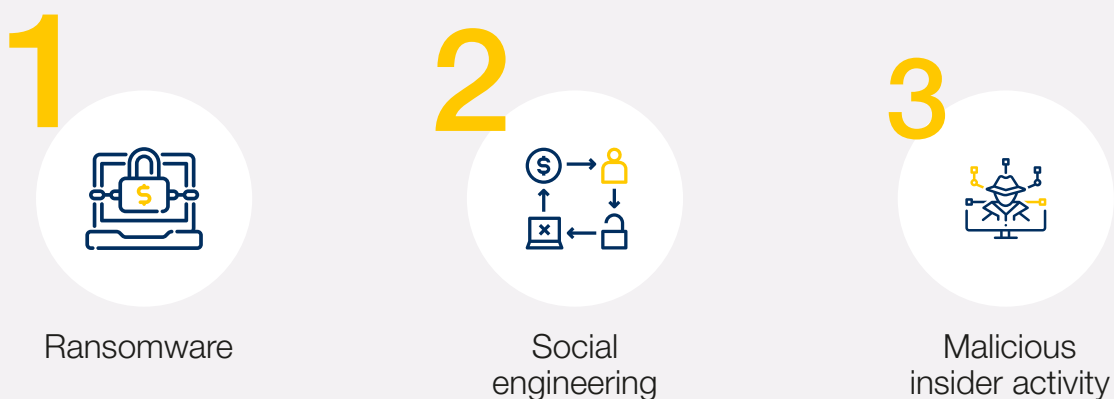 1
2
3
$
$
x
Ransomware
Social
engineering
Malicious
insider activity